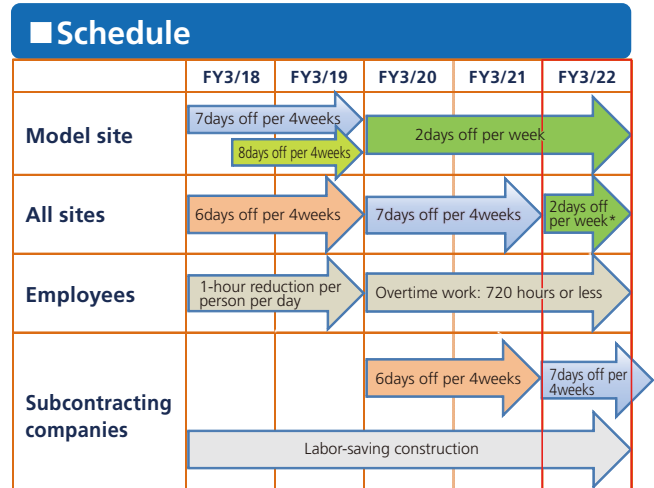 ■Schedule
FY3/18 FY3/19 FY3/20 FY3/21 FY3/22
Model site
7days off per 4weeks
8days off per 4weeks
2days off per week
All sites
6days off per 4weeks
7days off per 4weeks
2days off
per week*
Employees
1-hour reduction per
person per day
Overtime work: 720 hours or less
Subcontracting
companies
6days off per 4weeks
7days off per
4weeks
Labor-saving construction